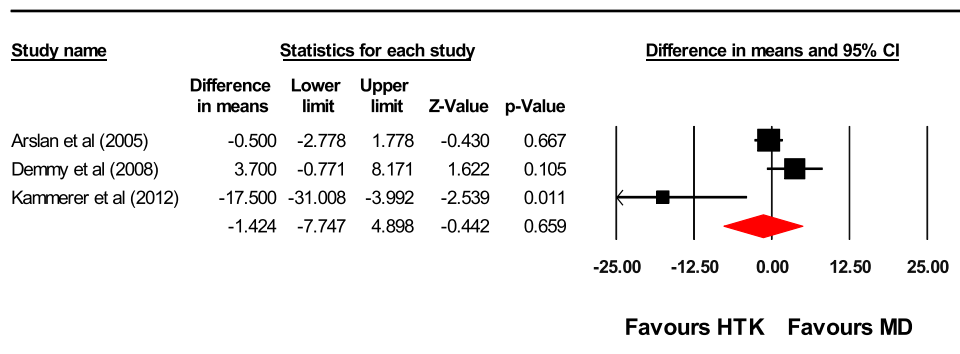 Study name Statistics for each study Difference in means and 95% CI
Difference Lower Upper
in means limit limit Z-Value p-Value
Arslan et al (2005) -0.500 -2.778 1.778 -0.430 0.667
Demmy et al (2008) 3.700 -0.771 8.171 1.622 0.105
Kammerer et al (2012) -17.500 -31.008 -3.992 -2.539 0.011
-1.424 -7.747 4.898 -0.442 0.659
-25.00 -12.50 0.00 12.50 25.00
Favours HTK Favours MD